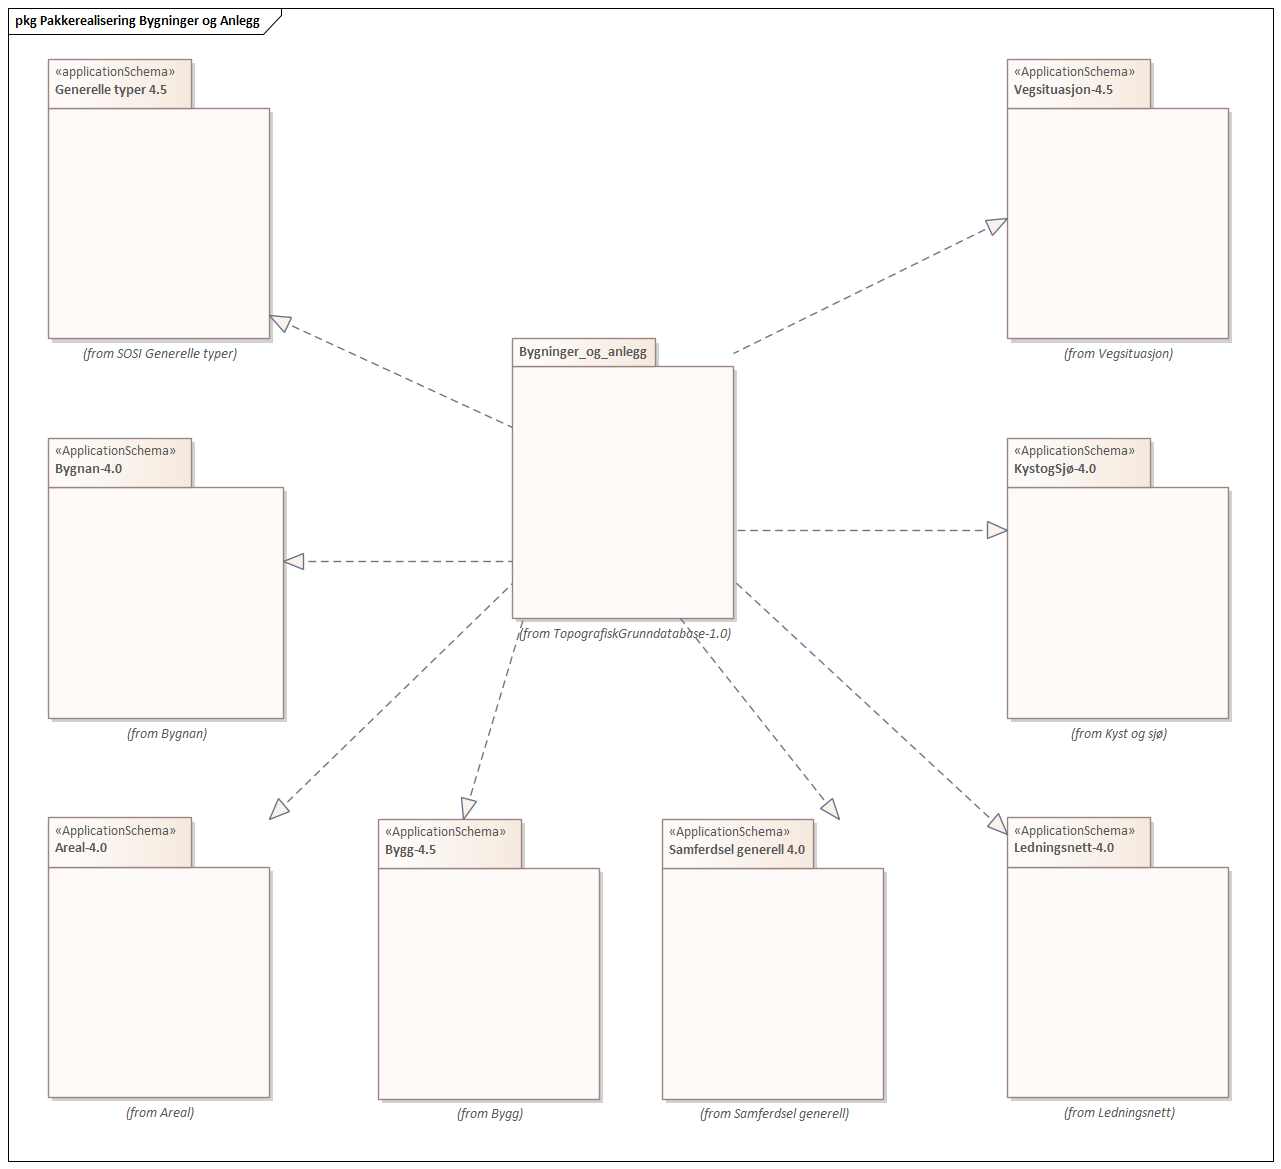 pkg Pakkerealisering Bygninger og Anlegg
«applicationSchema»
Generelle typer 4.5
(from SOSI Generelle typer)
«ApplicationSchema»
Vegsituasjon-4.5
(from Vegsituasjon)
Bygninger_og_anlegg
(from TopografiskGrunndatabase-1.0)
«ApplicationSchema»
Bygnan-4.0
(from Bygnan)
«ApplicationSchema»
KystogSjø-4.0
(from Kyst og sjø)
«ApplicationSchema»
Areal-4.0
(from Areal)
«ApplicationSchema»
Bygg-4.5
(from Bygg)
«ApplicationSchema»
Samferdsel generell 4.0
(from Samferdsel generell)
«ApplicationSchema»
Ledningsnett-4.0
(from Ledningsnett)